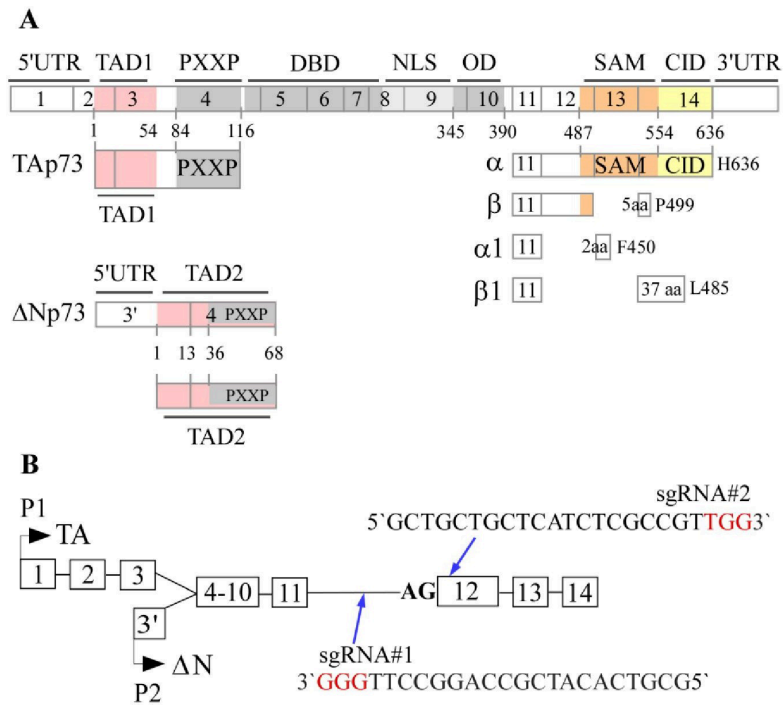 A
5'UTR TAD1 PXXP DBD NLS OD SAM CID 3'UTR
1 2 3 4 5 6 7 8 9 10 11 12 13 14
1 54 84 116 345 390 487 554 636
TAp73 PXXP α 11 SAM CID H636
TAD1
β 11 5aa P499
α1 11 2aa F450
5'UTR TAD2
β1 11 37 aa L485
ΔNp73 3' 4 PXXP
1 13 36 68
PXXP
TAD2
B
sgRNA#2
P1
5`GCTGCTGCTCATCTCGCCGTTGG3`
TA
1 2 3 4-10 11 AG 12 13 14
3'
ΔN
sgRNA#1
P2
3`GGGTTCCGGACCGCTACACTGCG5`